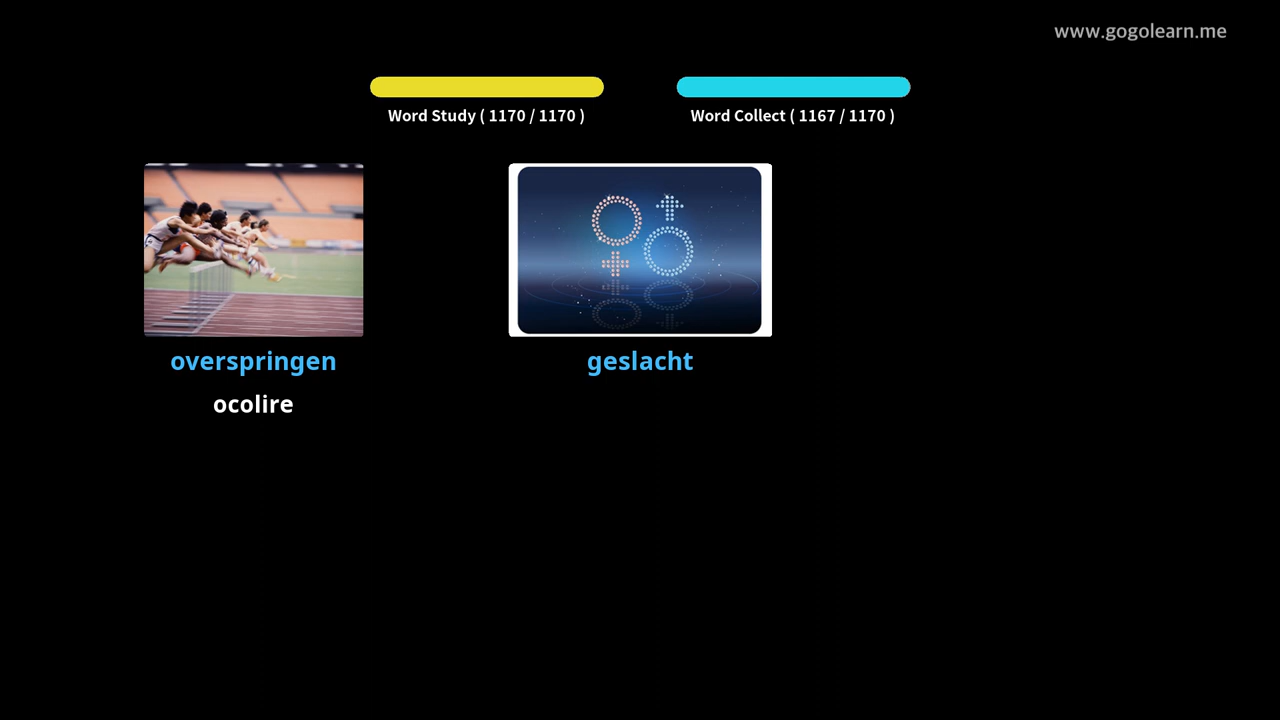 www.gogolearn.me
Word Study ( 1170 / 1170 )
Word Collect ( 1167 / 1170 )
overspringen
geslacht
ocolire